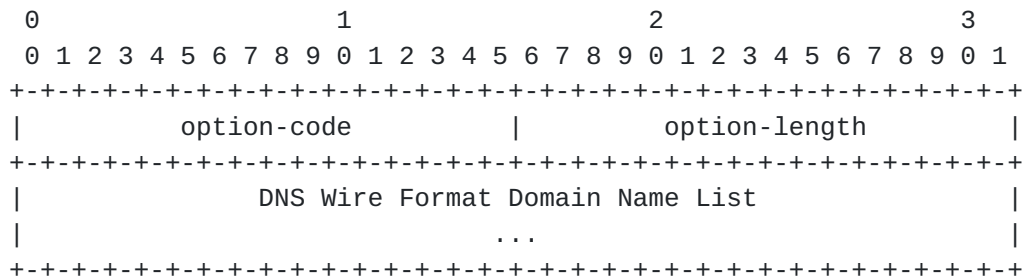 0                   1                   2                   3
 0 1 2 3 4 5 6 7 8 9 0 1 2 3 4 5 6 7 8 9 0 1 2 3 4 5 6 7 8 9 0 1
+-+-+-+-+-+-+-+-+-+-+-+-+-+-+-+-+-+-+-+-+-+-+-+-+-+-+-+-+-+-+-+-+
|          option-code          |         option-length         |
+-+-+-+-+-+-+-+-+-+-+-+-+-+-+-+-+-+-+-+-+-+-+-+-+-+-+-+-+-+-+-+-+
|               DNS Wire Format Domain Name List                |
|                              ...                              |
+-+-+-+-+-+-+-+-+-+-+-+-+-+-+-+-+-+-+-+-+-+-+-+-+-+-+-+-+-+-+-+-+